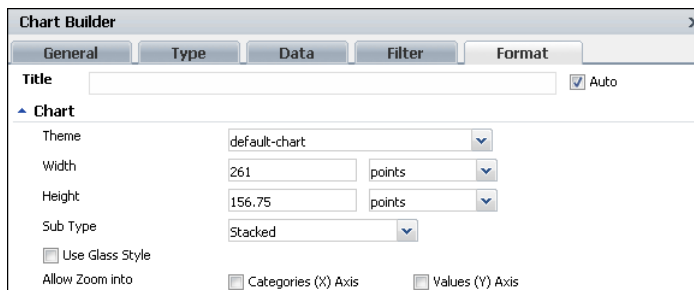 Chart Builder
General Type Data Filter Format
Title Auto
Chart
Theme default-chart
Width 261 points
Height 156.75 points
Sub Type Stacked
Use Glass Style
Allow Zoom into Categories (X) Axis Values (Y) Axis